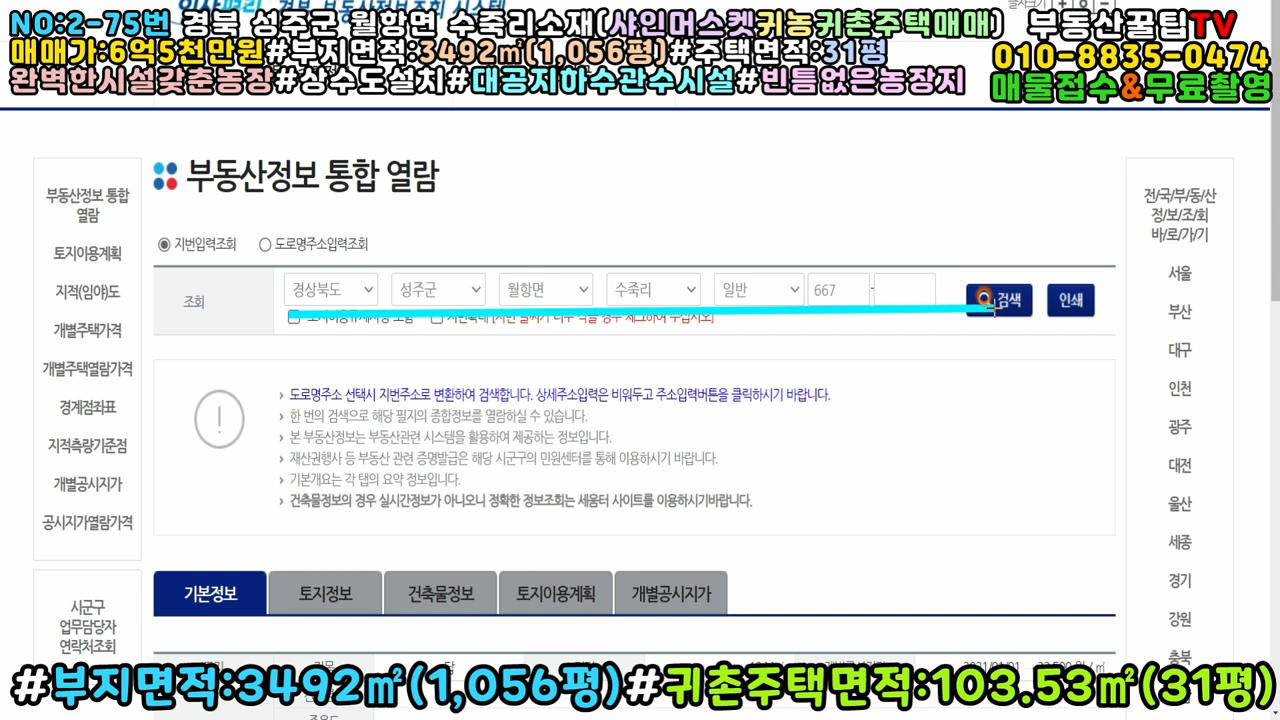 NO:2-75번 경북 성주군 월항면 수죽리소재(샤인머스켓귀농귀촌주택매매) 부동산꿀팁TV
매매가:6억5천만원#부지면적:3492㎡(1,056평)#주택면적:31평 010-8835-0474
완벽한시설갖춘농장#상수도설치#대공지하수관수시설#빈틈없은농장지 매물접수&무료촬영
부동산정보 통합 열람
지번입력조회 도로명주소입력조회
조회 경상북도 성주군 월항면 수죽리 일반 667 - 검색 인쇄
부동산정보 통합
열람
토지이용계획
지적(임야)도
개별주택가격
개별주택열람가격
경계점좌표
지적측량기준점
개별공시지가
공시지가열람가격
시군구
업무담당자
연락처조회
› 도로명주소 선택시 지번주소로 변환하여 검색합니다. 상세주소입력은 비워두고 주소입력버튼을 클릭하시기 바랍니다.
› 한 번의 검색으로 해당 필지의 종합정보를 열람하실 수 있습니다.
› 본 부동산정보는 부동산관련 시스템을 활용하여 제공하는 정보입니다.
› 재산권행사 등 부동산 관련 증명발급은 해당 시군구의 민원센터를 통해 이용하시기 바랍니다.
› 기본개요는 각 탭의 요약 정보입니다.
› 건축물정보의 경우 실시간정보가 아니오니 정확한 정보조회는 세움터 사이트를 이용하시기바랍니다.
기본정보 토지정보 건축물정보 토지이용계획 개별공시지가
전/국/부/동/산
정/보/조/회
바/로/가/기
서울
부산
대구
인천
광주
대전
울산
세종
경기
강원
충북
#부지면적:3492㎡(1,056평)#귀촌주택면적:103.53㎡(31평)